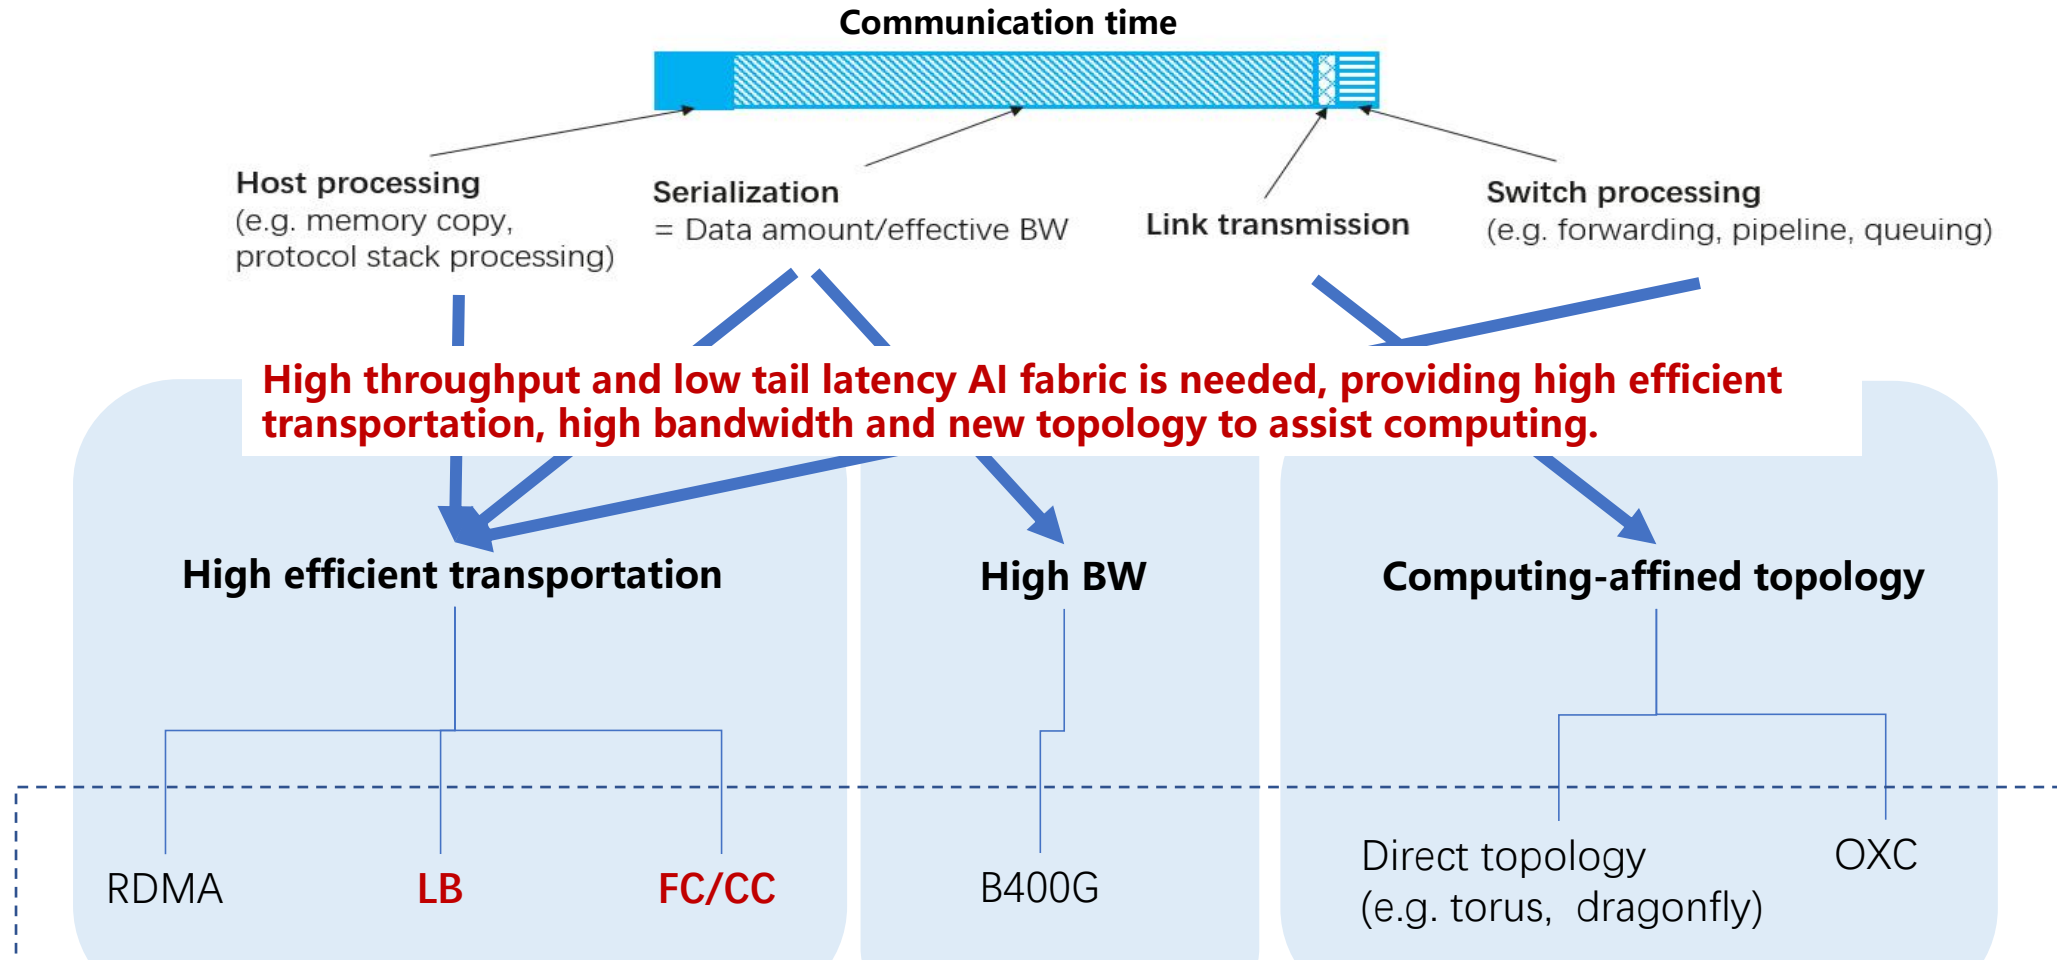 Communication time
Host processing
(e.g. memory copy,
protocol stack processing)
Serialization
= Data amount/effective BW
Link transmission
Switch processing
(e.g. forwarding, pipeline, queuing)
High throughput and low tail latency AI fabric is needed, providing high efficient
transportation, high bandwidth and new topology to assist computing.
High efficient transportation
High BW
Computing-affined topology
RDMA
LB
FC/CC
B400G
Direct topology
(e.g. torus, dragonfly)
OXC